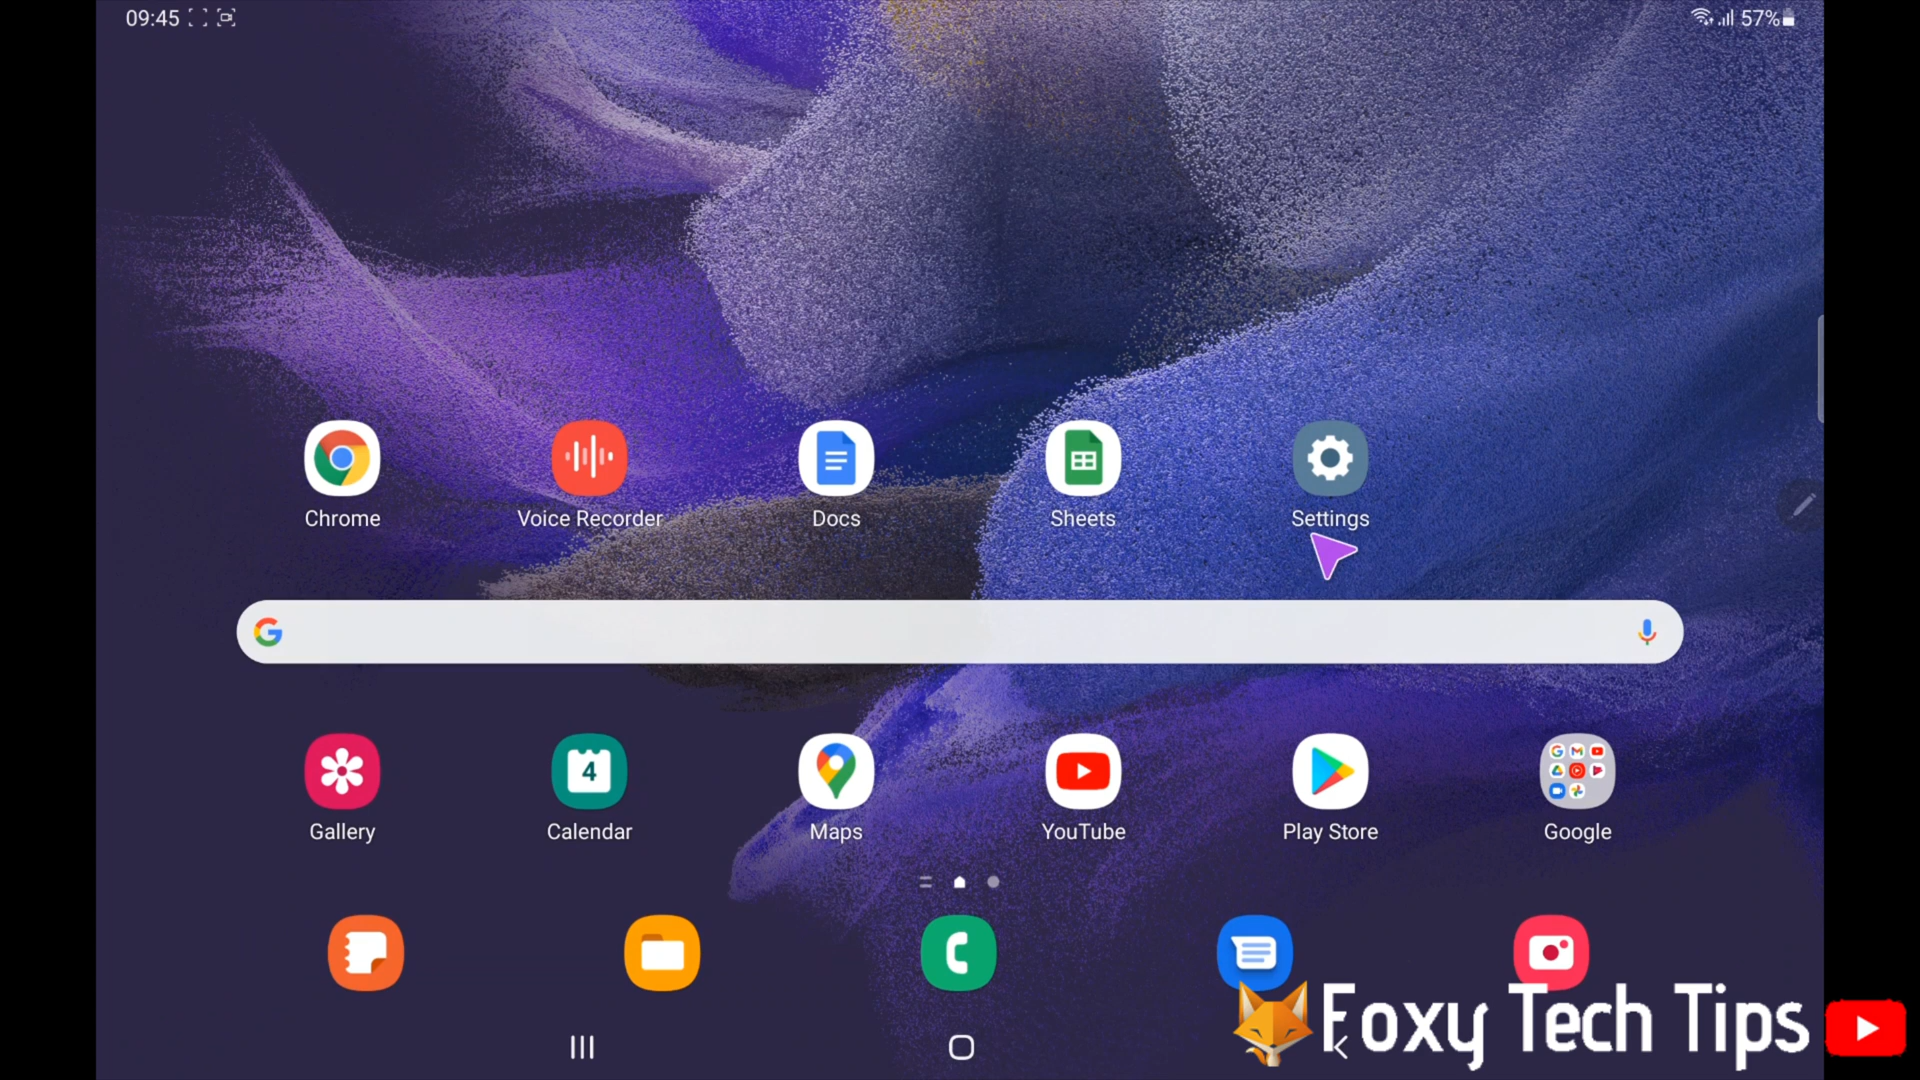 09:45
57%
Chrome
Voice Recorder
Docs
Sheets
Settings
4
Gallery
Calendar
Maps
YouTube
Play Store
Google
Foxy Tech Tips